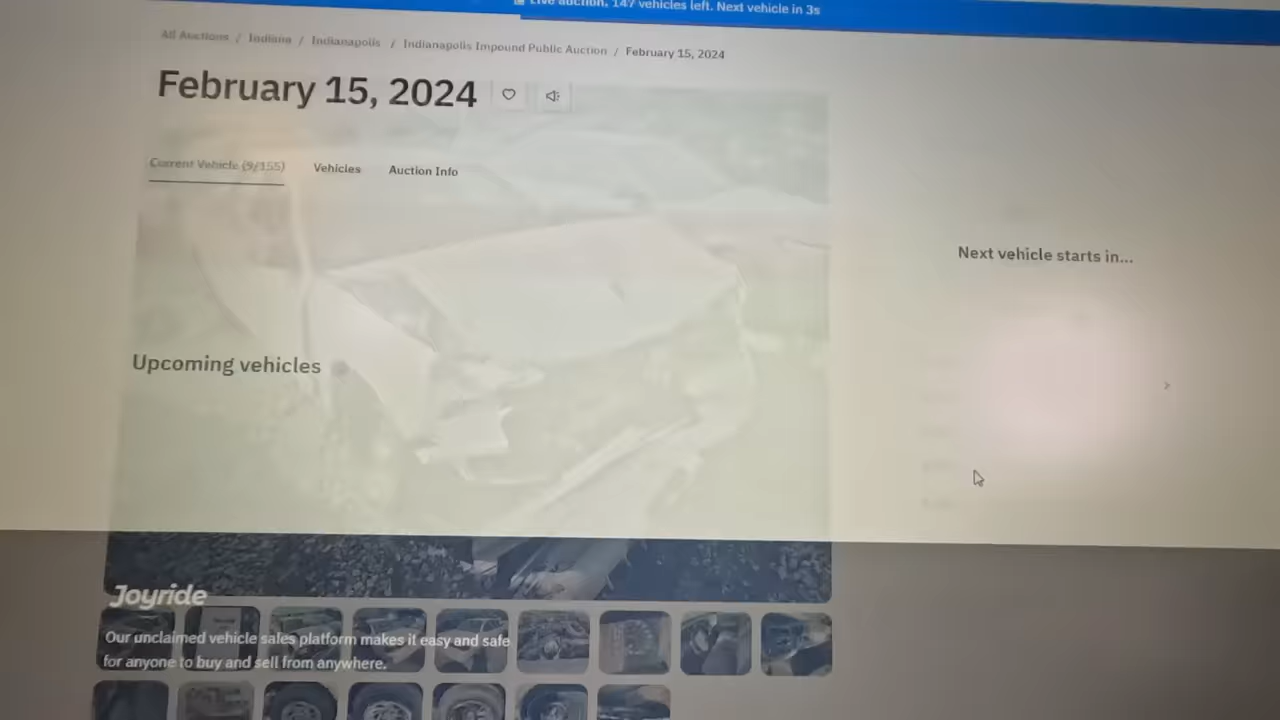 Live auction, 147 vehicles left. Next vehicle in 3s
All Auctions / Indiana / Indianapolis / Indianapolis Impound Public Auction / February 15, 2024
February 15, 2024
Current Vehicle (9/155) Vehicles Auction Info
Next vehicle starts in...
Upcoming vehicles
Joyride
Our unclaimed vehicle sales platform makes it easy and safe
for anyone to buy and sell from anywhere.